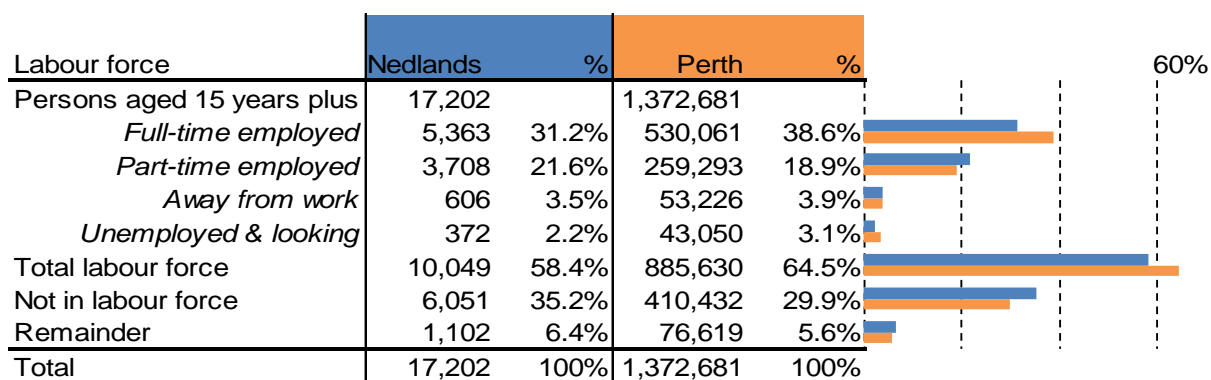 Labour force Nedlands % Perth % 60%
Persons aged 15 years plus 17,202 1,372,681
Full-time employed 5,363 31.2% 530,061 38.6%
Part-time employed 3,708 21.6% 259,293 18.9%
Away from work 606 3.5% 53,226 3.9%
Unemployed & looking 372 2.2% 43,050 3.1%
Total labour force 10,049 58.4% 885,630 64.5%
Not in labour force 6,051 35.2% 410,432 29.9%
Remainder 1,102 6.4% 76,619 5.6%
Total 17,202 100% 1,372,681 100%